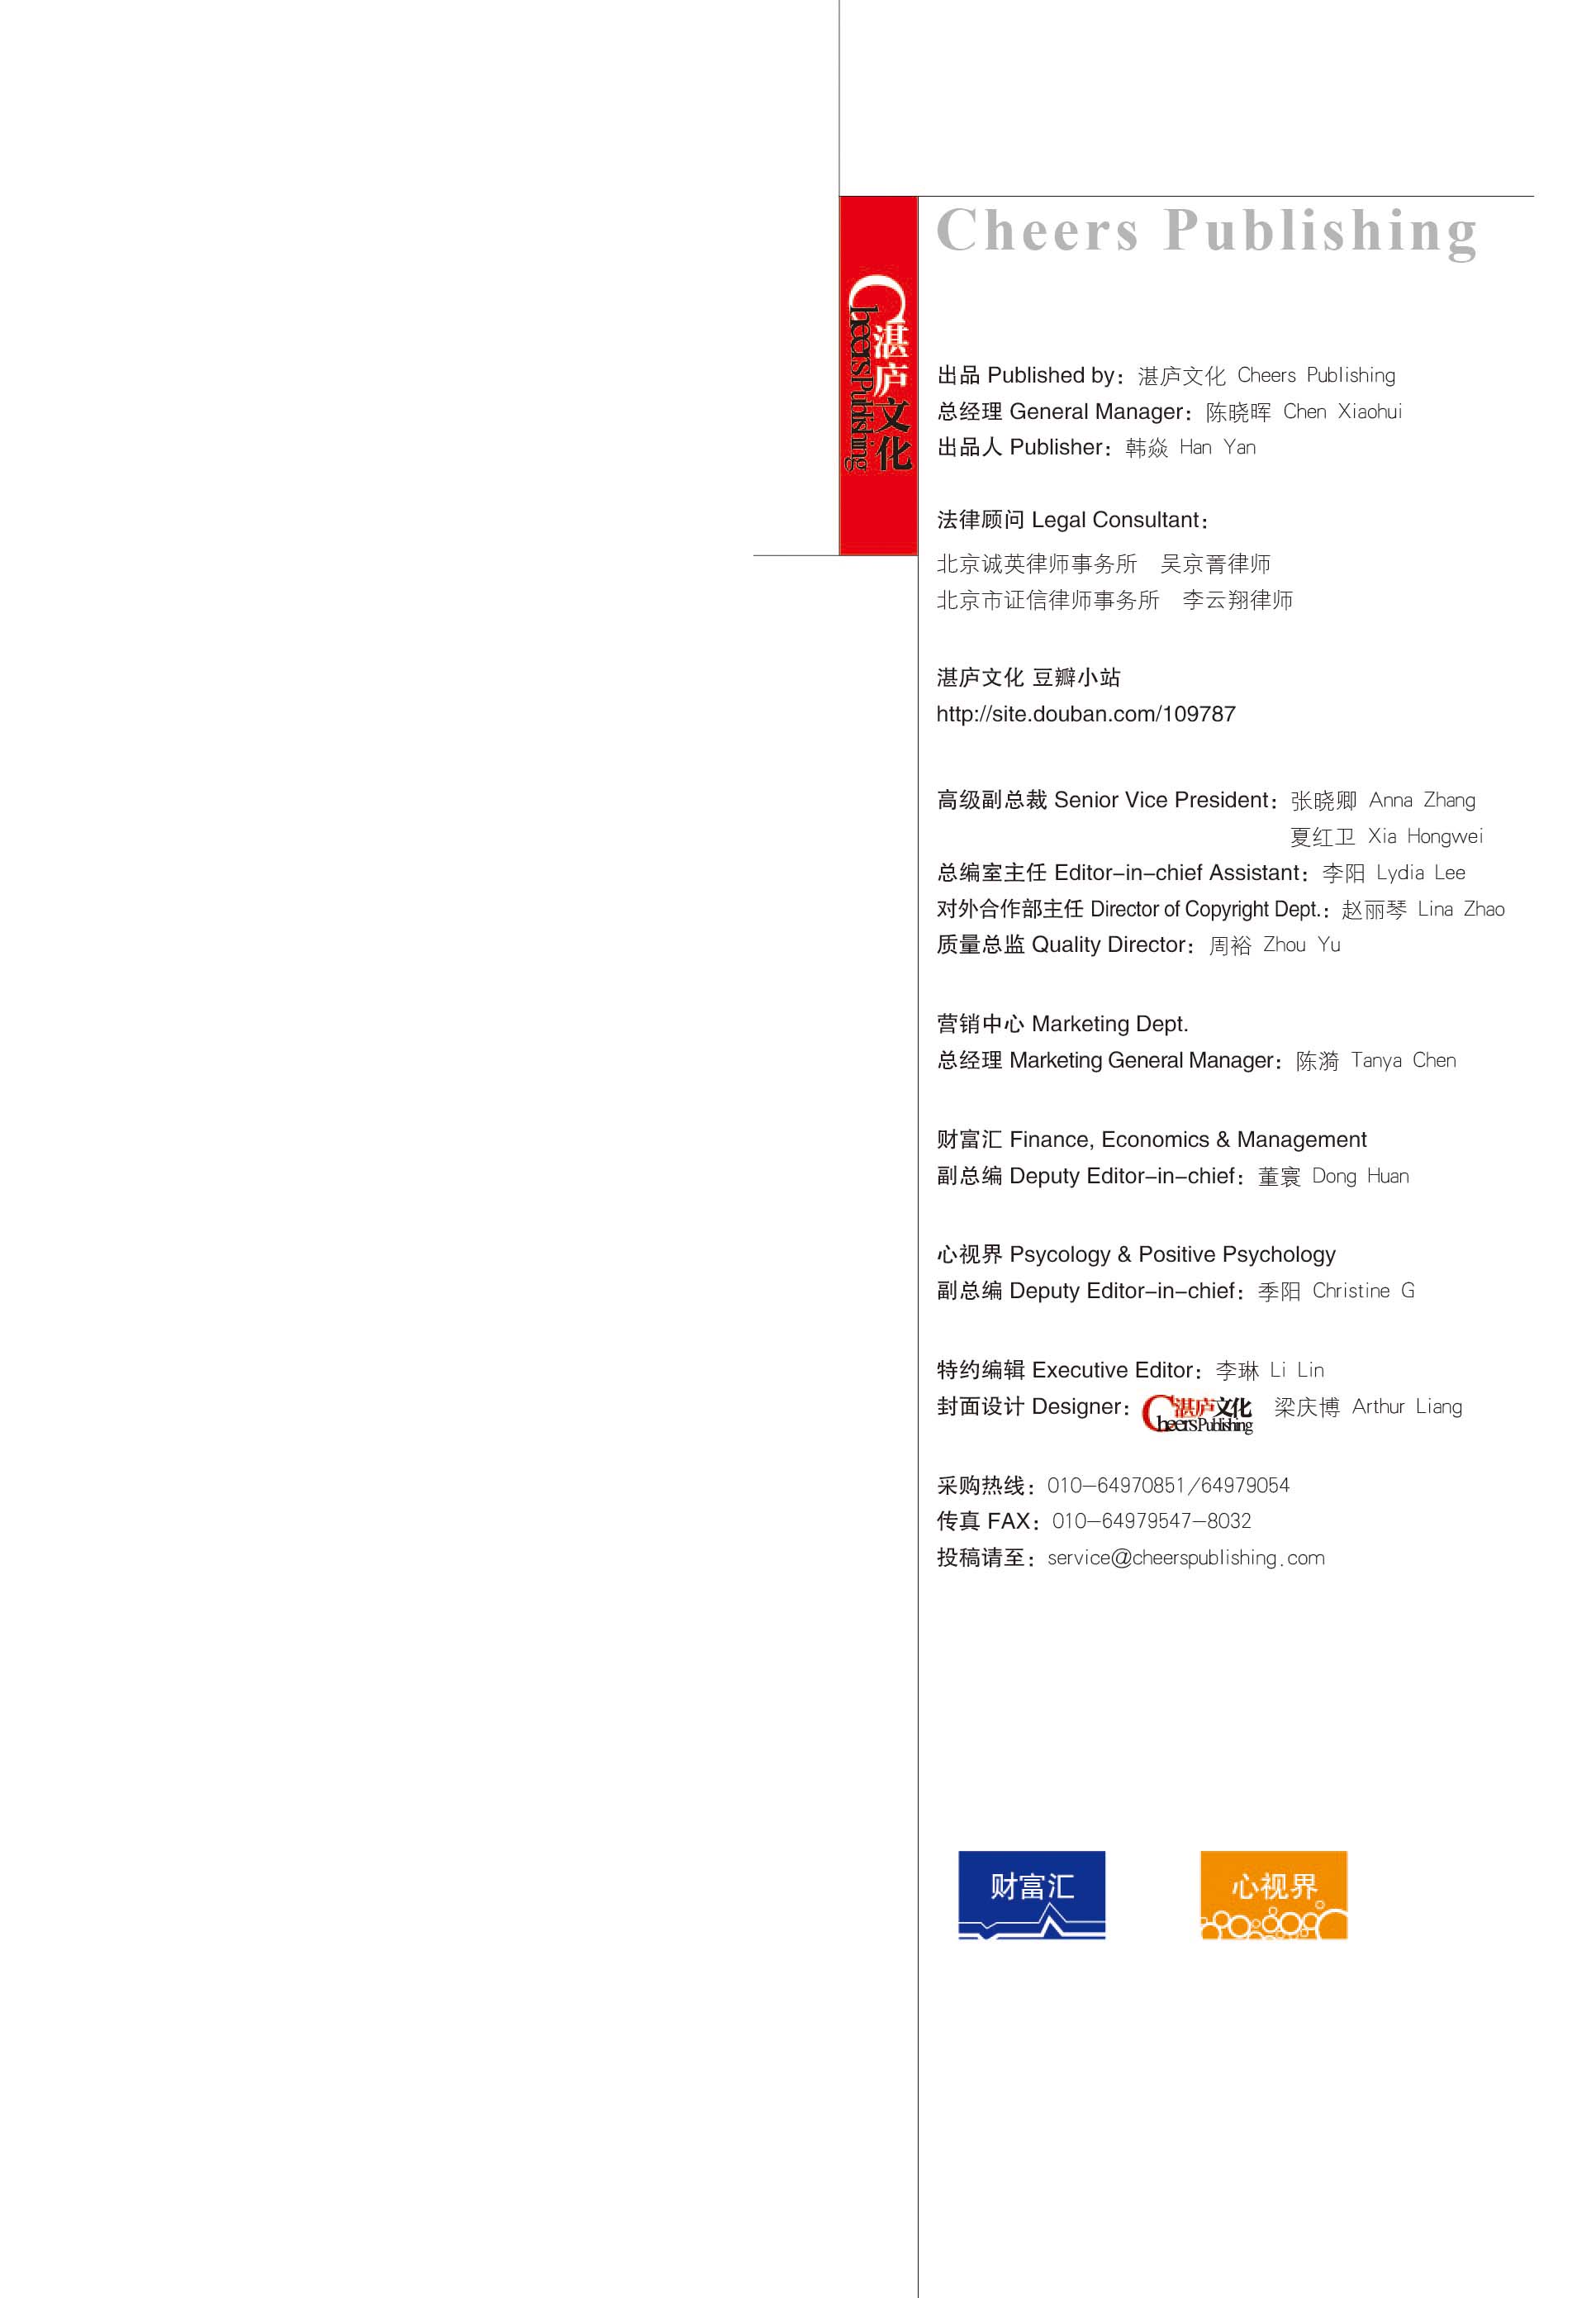 Cheers Publishing
湛庐文化
Cheers Publishing
出品 Published by：湛庐文化 Cheers Publishing
总经理 General Manager：陈晓晖 Chen Xiaohui
出品人 Publisher：韩焱 Han Yan
法律顾问 Legal Consultant：
北京诚英律师事务所　吴京菁律师
北京市证信律师事务所　李云翔律师
湛庐文化 豆瓣小站
http://site.douban.com/109787
高级副总裁 Senior Vice President：张晓卿 Anna Zhang
夏红卫 Xia Hongwei
总编室主任 Editor-in-chief Assistant：李阳 Lydia Lee
对外合作部主任 Director of Copyright Dept.：赵丽琴 Lina Zhao
质量总监 Quality Director：周裕 Zhou Yu
营销中心 Marketing Dept.
总经理 Marketing General Manager：陈漪 Tanya Chen
财富汇 Finance, Economics & Management
副总编 Deputy Editor-in-chief：董寰 Dong Huan
心视界 Psycology & Positive Psychology
副总编 Deputy Editor-in-chief：季阳 Christine G
特约编辑 Executive Editor：李琳 Li Lin
封面设计 Designer：湛庐文化 Cheers Publishing　梁庆博 Arthur Liang
采购热线：010-64970851/64979054
传真 FAX：010-64979547-8032
投稿请至：service@cheerspublishing.com
财富汇
心视界